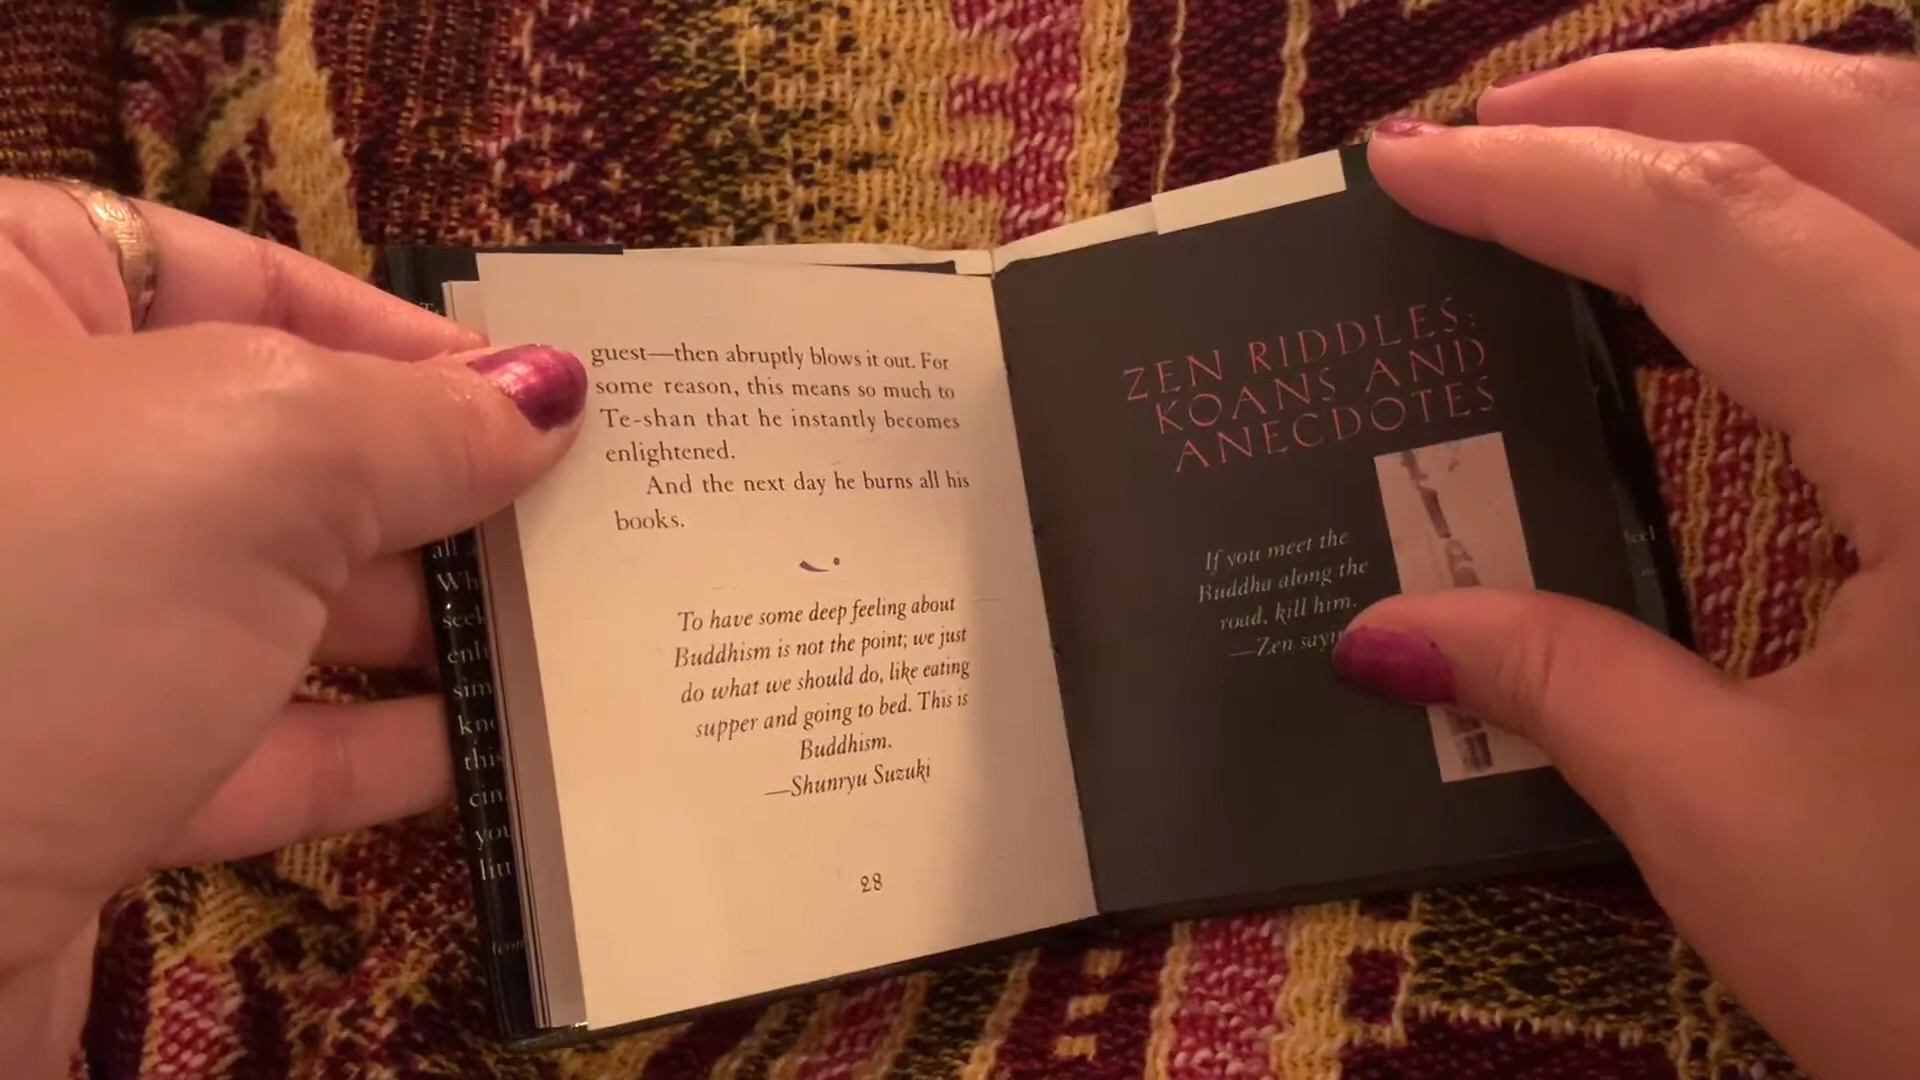 guest—then abruptly blows it out. For
some reason, this means so much to
Te-shan that he instantly becomes
enlightened.
And the next day he burns all his
books.
To have some deep feeling about
Buddhism is not the point; we just
do what we should do, like eating
supper and going to bed. This is
Buddhism.
—Shunryu Suzuki
28
ZEN RIDDLES:
KOANS AND
ANECDOTES
If you meet the
Buddha along the
road, kill him.
—Zen
all
this